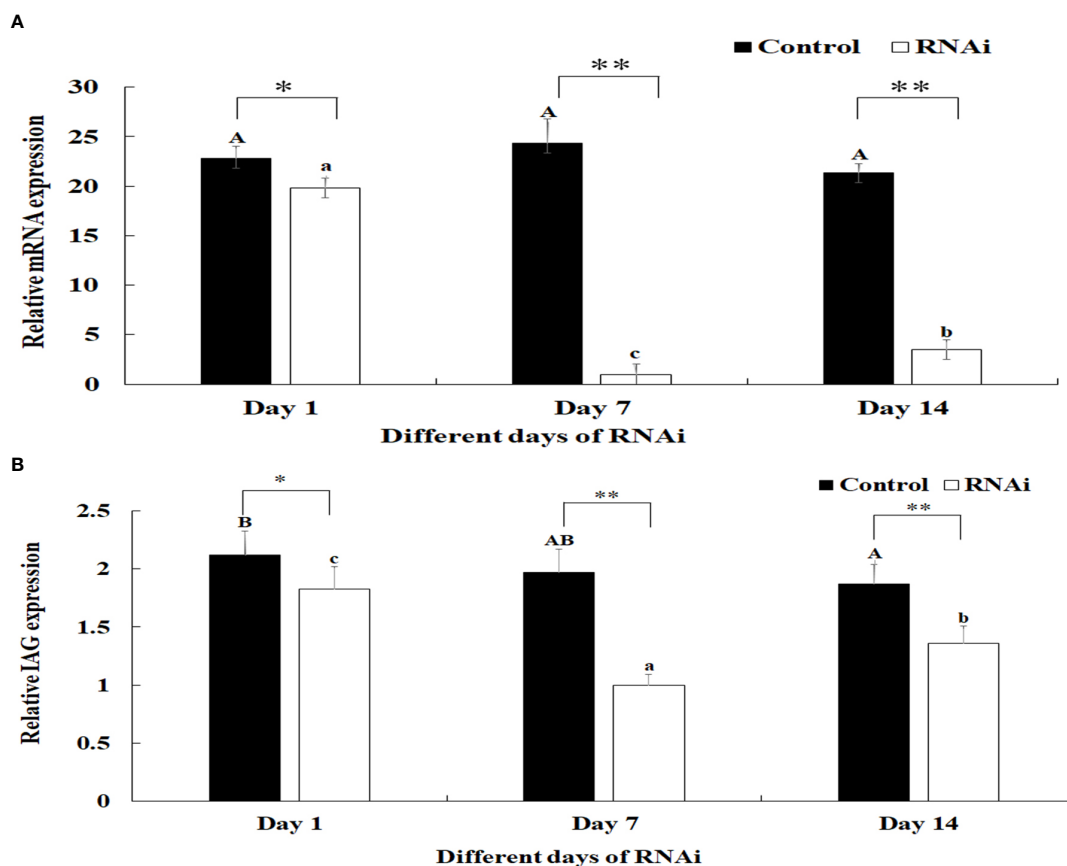 A
Control RNAi
* ** **
30
25
20
15
10
5
0
Relative mRNA expression
A a A c A b
Day 1 Day 7 Day 14
Different days of RNAi
B
Control RNAi
* ** **
2.5
2
1.5
1
0.5
0
Relative IAG expression
B c AB a A b
Day 1 Day 7 Day 14
Different days of RNAi